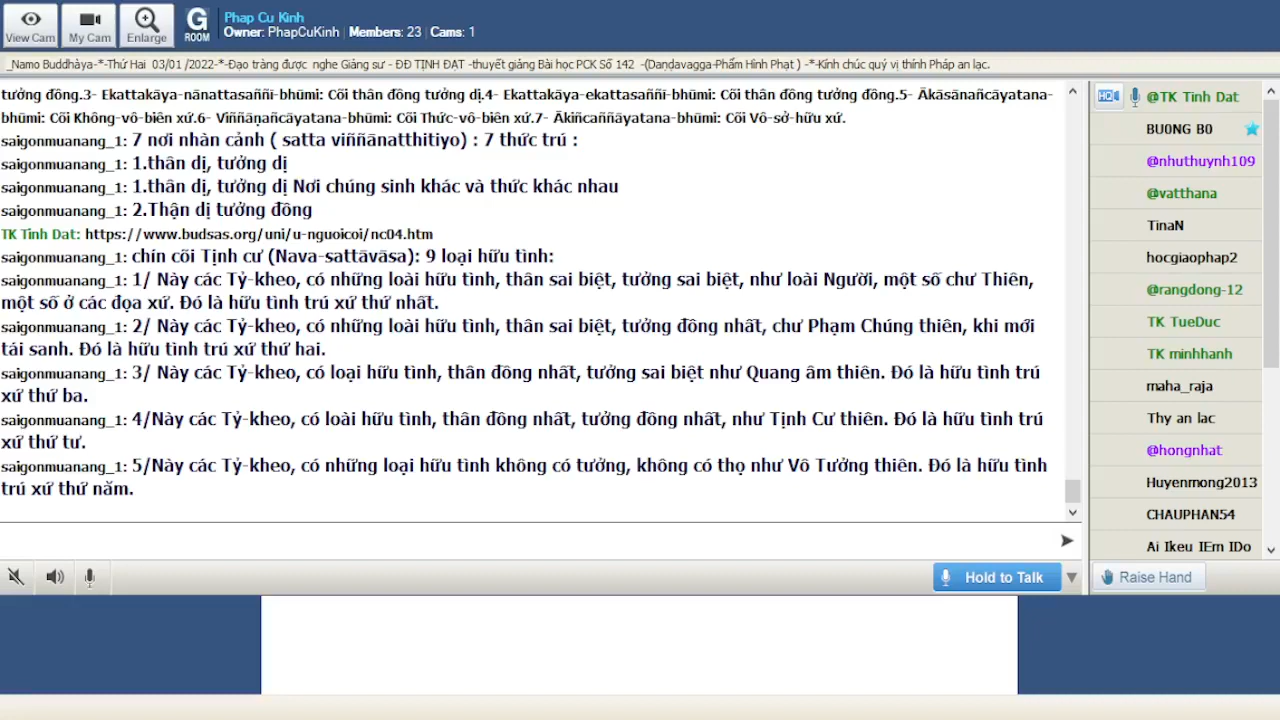 View Cam
My Cam
Enlarge
G
ROOM
Phap Cu Kinh
Owner: PhapCuKinh | Members: 23 | Cams: 1
_Namo Buddhàya-*-Thứ Hai 03/01 /2022-*-Đạo tràng được nghe Giảng sư - ĐĐ TỊNH ĐẠT -thuyết giảng Bài học PCK Số 142 -(Daṇḍavagga-Phẩm Hình Phạt ) -*-Kính chúc quý vị thính Pháp an lạc.
tưởng đồng.3- Ekattakāya-nānattasaññī-bhūmi: Cõi thân đồng tưởng dị.4- Ekattakāya-ekattasaññī-bhūmi: Cõi thân đồng tưởng đồng.5- Ākāsānañcāyatana-
bhūmi: Cõi Không-vô-biên xứ.6- Viññāṇañcāyatana-bhūmi: Cõi Thức-vô-biên xứ.7- Ākiñcaññāyatana-bhūmi: Cõi Vô-sở-hữu xứ.
saigonmuanang_1: 7 nơi nhàn cảnh ( satta viññānatthitiyo) : 7 thức trú :
saigonmuanang_1: 1.thân dị, tưởng dị
saigonmuanang_1: 1.thân dị, tưởng dị Nơi chúng sinh khác và thức khác nhau
saigonmuanang_1: 2.Thận dị tưởng đồng
TK Tinh Dat: https://www.budsas.org/uni/u-nguoicoi/nc04.htm
saigonmuanang_1: chín cõi Tịnh cư (Nava-sattāvāsa): 9 loại hữu tình:
saigonmuanang_1: 1/ Này các Tỷ-kheo, có những loài hữu tình, thân sai biệt, tưởng sai biệt, như loài Người, một số chư Thiên,
một số ở các đọa xứ. Đó là hữu tình trú xứ thứ nhất.
saigonmuanang_1: 2/ Này các Tỷ-kheo, có những loài hữu tình, thân sai biệt, tưởng đồng nhất, chư Phạm Chúng thiên, khi mới
tái sanh. Đó là hữu tình trú xứ thứ hai.
saigonmuanang_1: 3/ Này các Tỷ-kheo, có loại hữu tình, thân đồng nhất, tưởng sai biệt như Quang âm thiên. Đó là hữu tình trú
xứ thứ ba.
saigonmuanang_1: 4/Này các Tỷ-kheo, có loài hữu tình, thân đồng nhất, tưởng đồng nhất, như Tịnh Cư thiên. Đó là hữu tình trú
xứ thứ tư.
saigonmuanang_1: 5/Này các Tỷ-kheo, có những loại hữu tình không có tưởng, không có thọ như Vô Tưởng thiên. Đó là hữu tình
trú xứ thứ năm.
HD
@TK Tinh Dat
BU0NG B0
@nhuthuynh109
@vatthana
TinaN
hocgiaophap2
@rangdong-12
TK TueDuc
TK minhhanh
maha_raja
Thy an lac
@hongnhat
Huyenmong2013
CHAUPHAN54
Ai Ikeu IEm IDo
Hold to Talk
Raise Hand